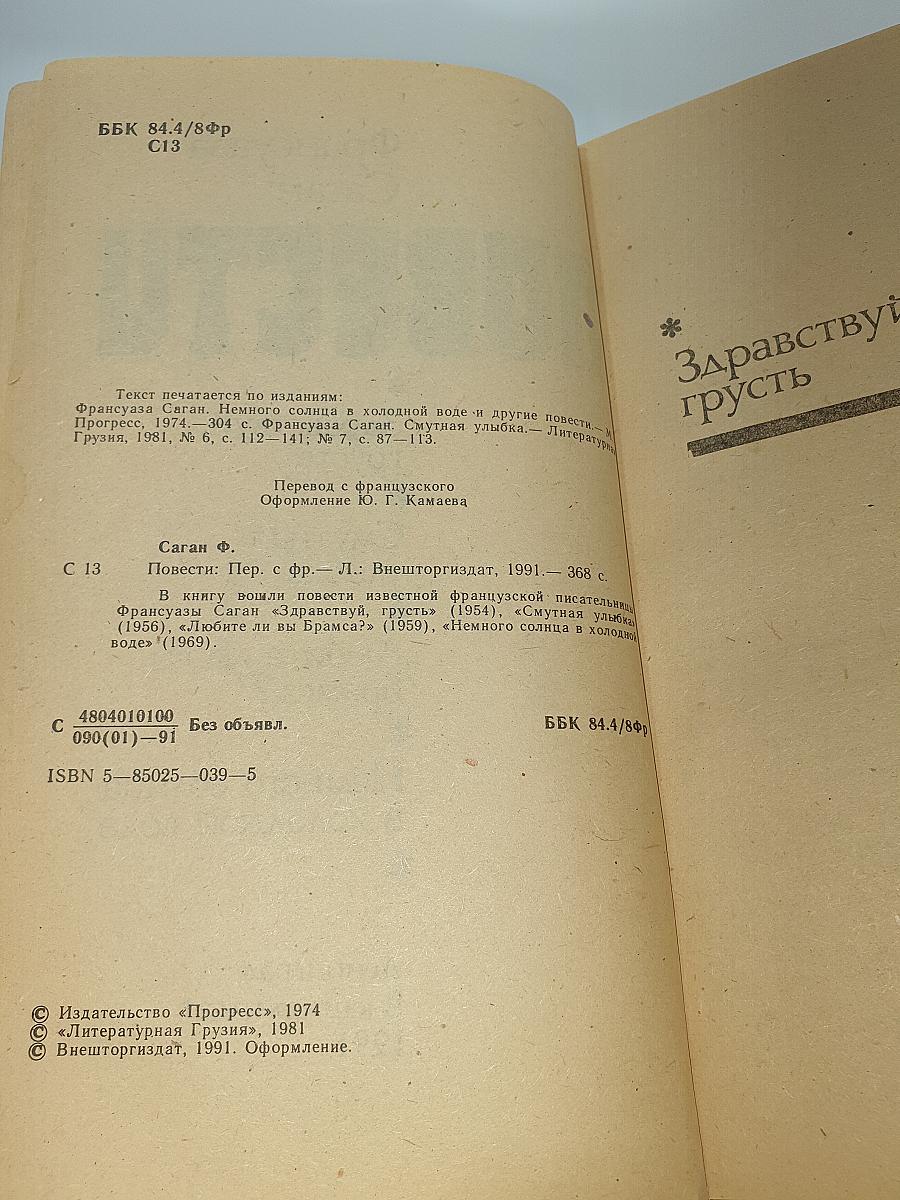 ББК 84.4/8Фр
С13
Текст печатается по изданиям:
Франсуаза Саган. Немного солнца в холодной воде и другие повести.— М
Прогресс, 1974.—304 с. Франсуаза Саган. Смутная улыбка.— Литературна
Грузия, 1981, № 6, с. 112—141; № 7, с. 87—113.
Перевод с французского
Оформление Ю. Г. Камаева
Саган Ф.
С 13 Повести: Пер. с фр.— Л.: Внешторгиздат, 1991.— 368 с.
В книгу вошли повести известной французской писательницы
Франсуазы Саган «Здравствуй, грусть» (1954), «Смутная улыбка»
(1956), «Любите ли вы Брамса?» (1959), «Немного солнца в холодной
воде» (1969).
С 4804010100 Без объявл. ББК 84.4/8Фр
090(01)—91
ISBN 5—85025—039—5
© Издательство «Прогресс», 1974
© «Литературная Грузия», 1981
© Внешторгиздат, 1991. Оформление.
* Здравствуй
грусть